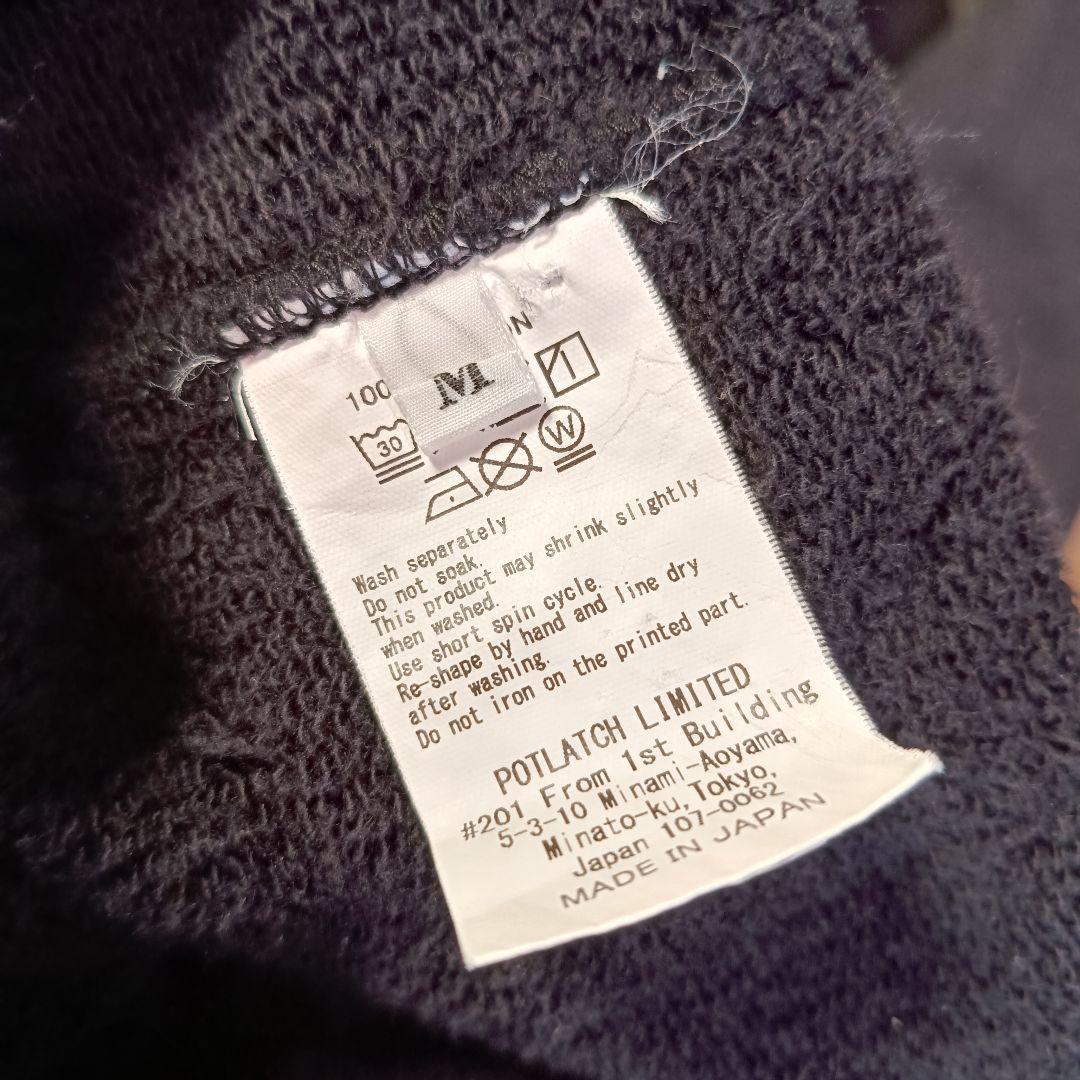 100
N
M
30
W
Wash separately
Do not soak.
This product may shrink slightly
when washed.
Use short spin cycle.
Re-shape by hand and line dry
after washing.
Do not iron on the printed part.
POTLATCH LIMITED
#201 From 1st Building
5-3-10 Minami-Aoyama,
Minato-ku, Tokyo,
Japan 107-0062
MADE IN JAPAN